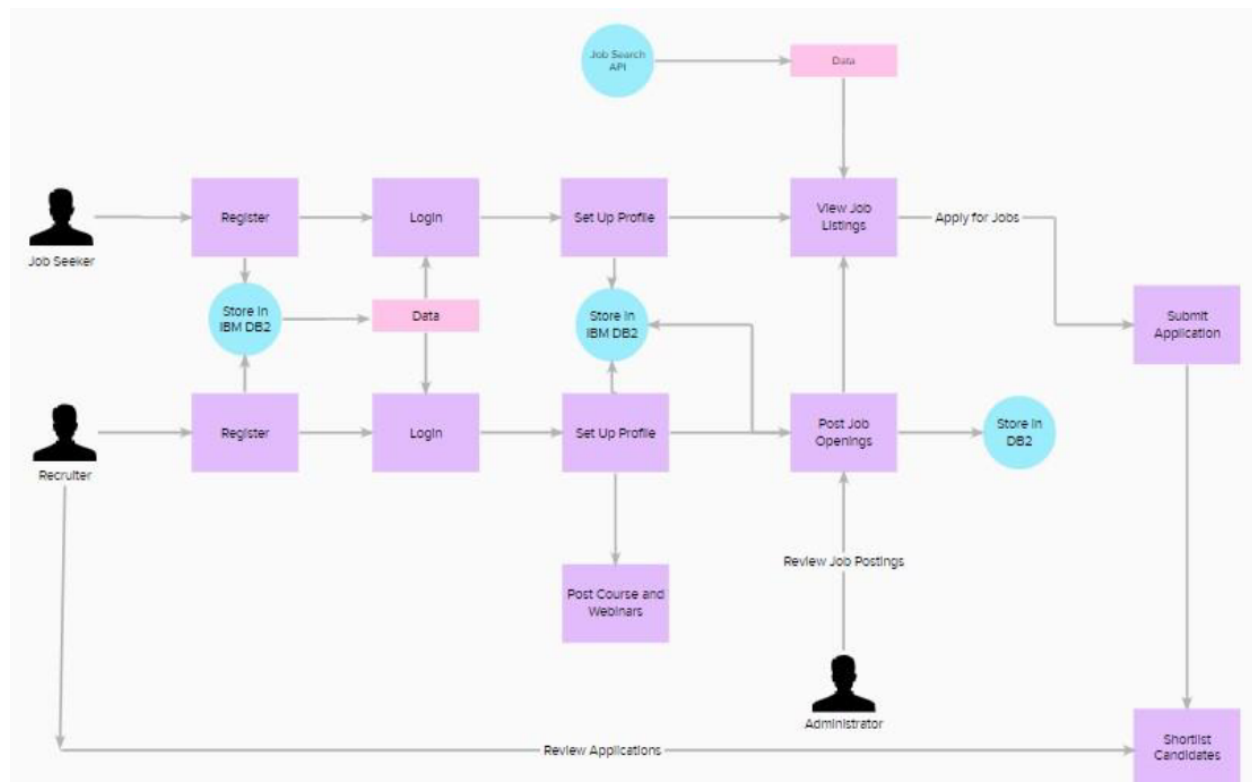 Job Search
API
Data
Register
Login
Set Up Profile
View Job
Listings
Apply for Jobs
Job Seeker
Store in
IBM DB2
Data
Store in
IBM DB2
Submit
Application
Register
Login
Set Up Profile
Post Job
Openings
Store in
DB2
Recruiter
Review Job Postings
Post Course and
Webinars
Administrator
Review Applications
Shortlist
Candidates